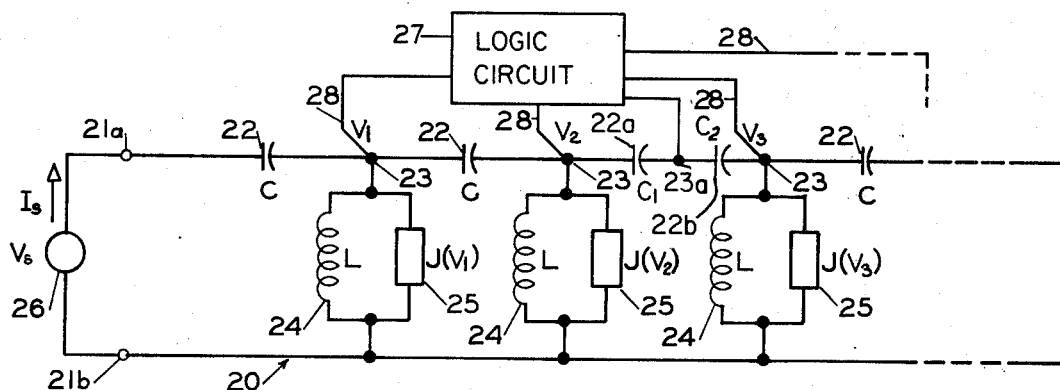 27
LOGIC
CIRCUIT
28
28
28
28
21a
22
V1
22
V2
22a
C2
V3
22
C
23
C
23
C1
23a
22b
23
C
Is
Vs
26
L
J(V1)
L
J(V2)
L
J(V3)
24
25
24
25
24
25
21b
20